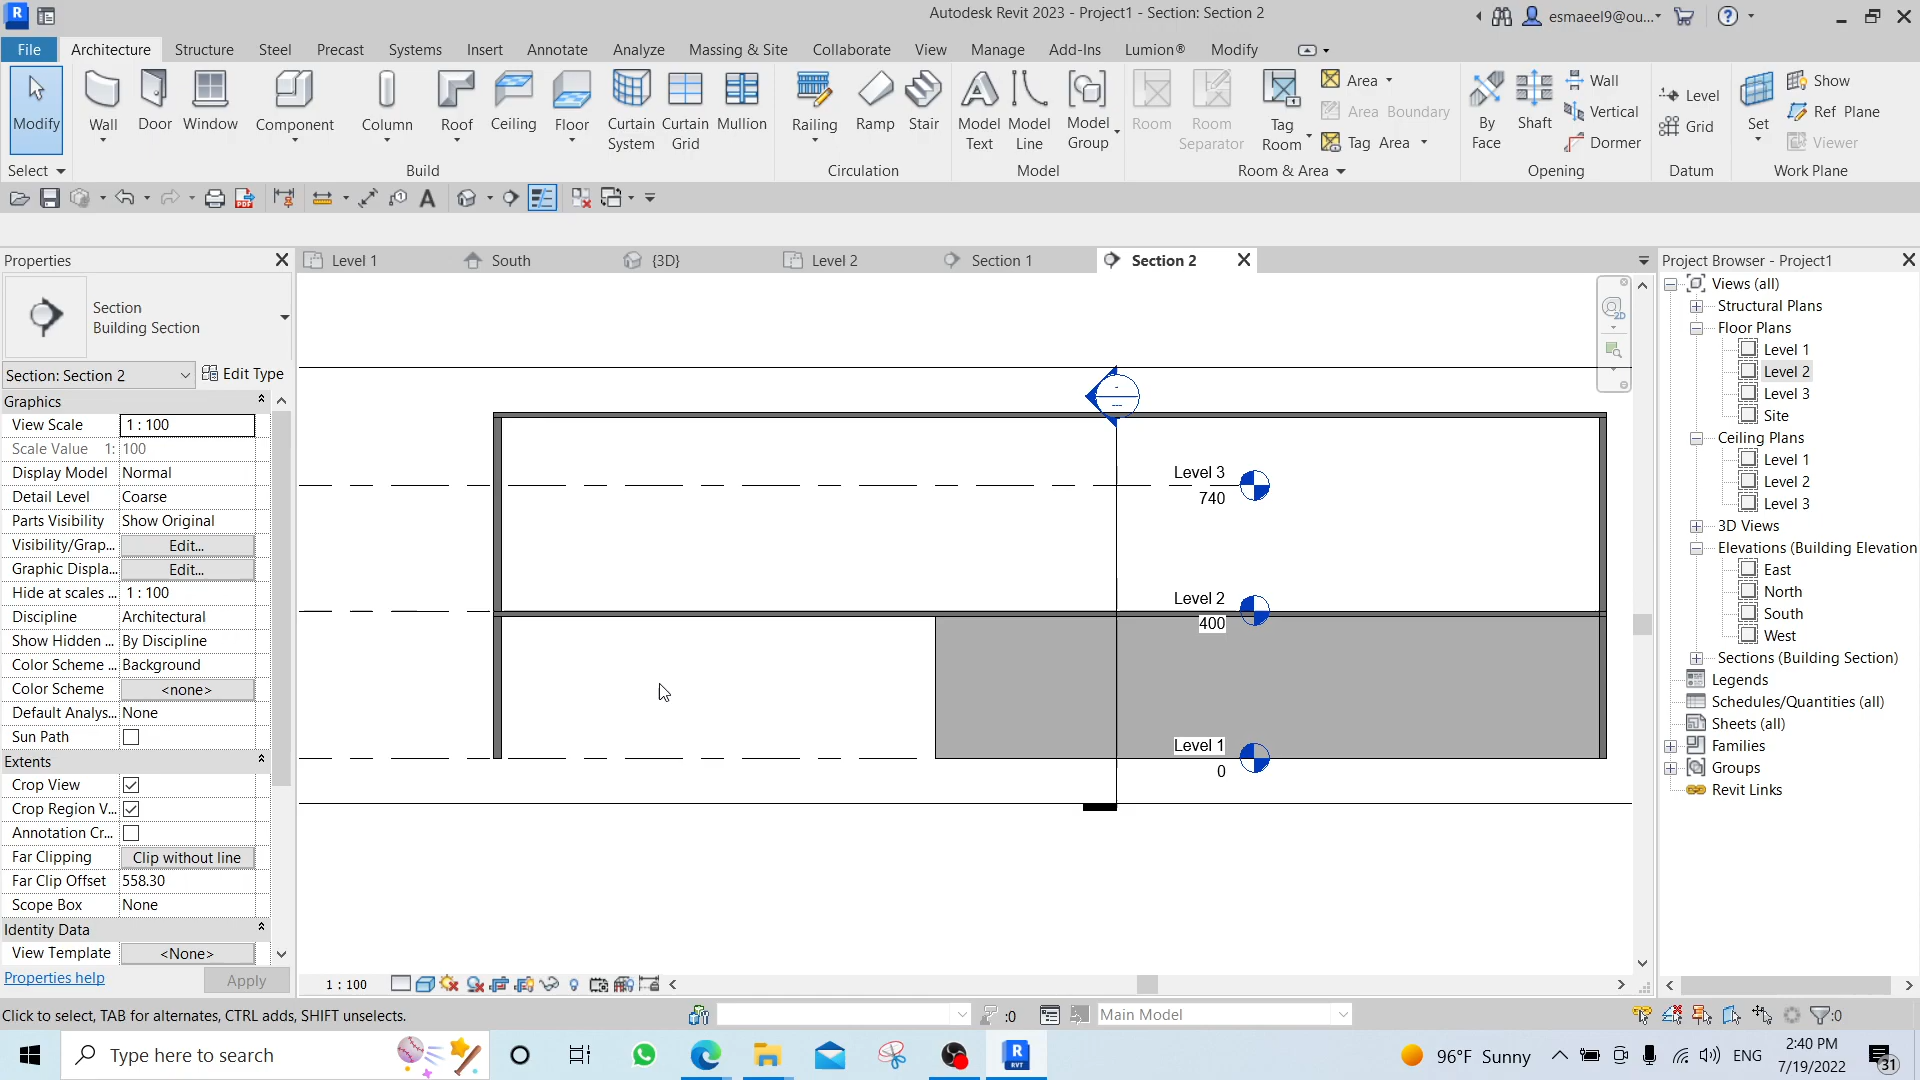 Autodesk Revit 2023 - Project1 - Section: Section 2
esmaeel9@ou...
File Architecture Structure Steel Precast Systems Insert Annotate Analyze Massing & Site Collaborate View Manage Add-Ins Lumion® Modify
Modify
Wall
Door
Window
Component
Column
Roof
Ceiling
Floor
Curtain System
Curtain Grid
Mullion
Railing
Ramp
Stair
Model Text
Model Line
Model Group
Room
Room Separator
Tag Room
Area
Area Boundary
Tag Area
By Face
Shaft
Wall
Vertical
Dormer
Level
Grid
Set
Show
Ref Plane
Viewer
Select
Build
Circulation
Model
Room & Area
Opening
Datum
Work Plane
Properties
Section
Building Section
Section: Section 2
Edit Type
Graphics
View Scale 1 : 100
Scale Value 1: 100
Display Model Normal
Detail Level Coarse
Parts Visibility Show Original
Visibility/Grap... Edit...
Graphic Displa... Edit...
Hide at scales ... 1 : 100
Discipline Architectural
Show Hidden ... By Discipline
Color Scheme ... Background
Color Scheme <none>
Default Analys... None
Sun Path
Extents
Crop View
Crop Region V...
Annotation Cr...
Far Clipping Clip without line
Far Clip Offset 558.30
Scope Box None
Identity Data
View Template <None>
Properties help
Apply
Level 1
South
{3D}
Level 2
Section 1
Section 2
2D
Level 3
740
Level 2
400
Level 1
0
1 : 100
Project Browser - Project1
Views (all)
Structural Plans
Floor Plans
Level 1
Level 2
Level 3
Site
Ceiling Plans
Level 1
Level 2
Level 3
3D Views
Elevations (Building Elevation
East
North
South
West
Sections (Building Section)
Legends
Schedules/Quantities (all)
Sheets (all)
Families
Groups
Revit Links
Click to select, TAB for alternates, CTRL adds, SHIFT unselects.
:0
Main Model
:0
Type here to search
96°F Sunny
ENG
2:40 PM
7/19/2022
31